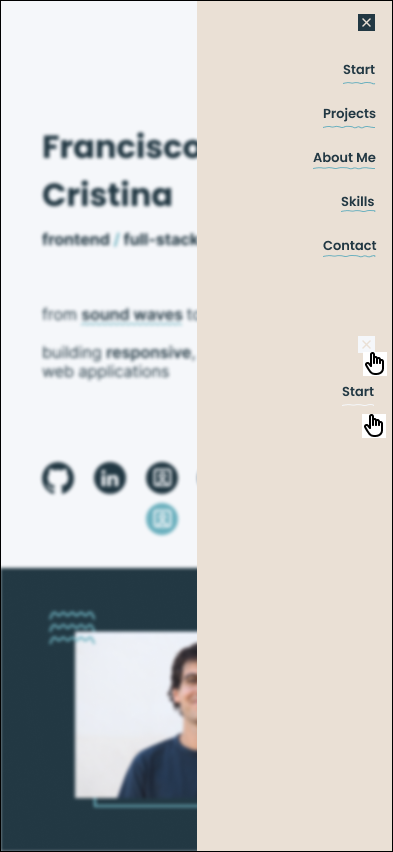 Start
Projects
About Me
Skills
Contact
Start
Francisco
Cristina
frontend / full-stack
from sound waves to
building responsive,
web applications
in